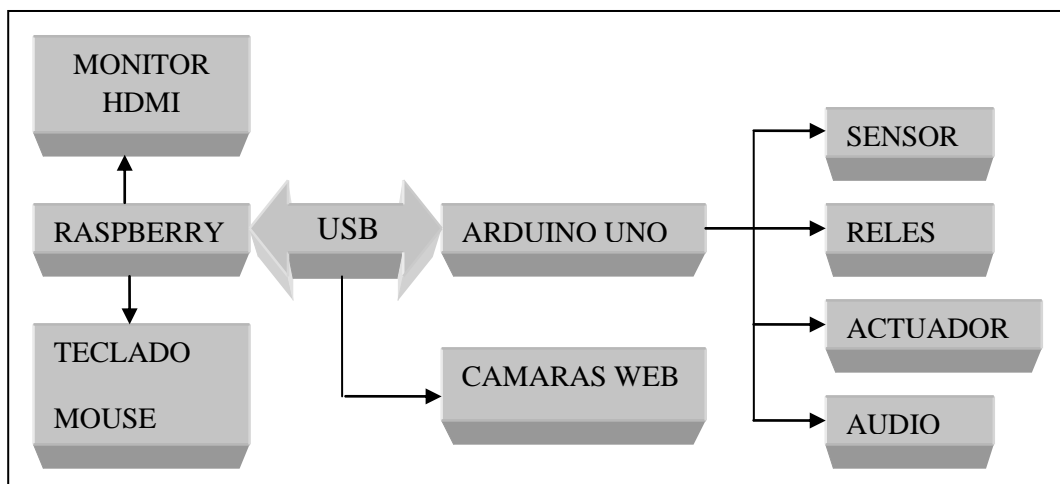 MONITOR
HDMI
RASPBERRY
USB
ARDUINO UNO
TECLADO
MOUSE
CAMARAS WEB
SENSOR
RELES
ACTUADOR
AUDIO